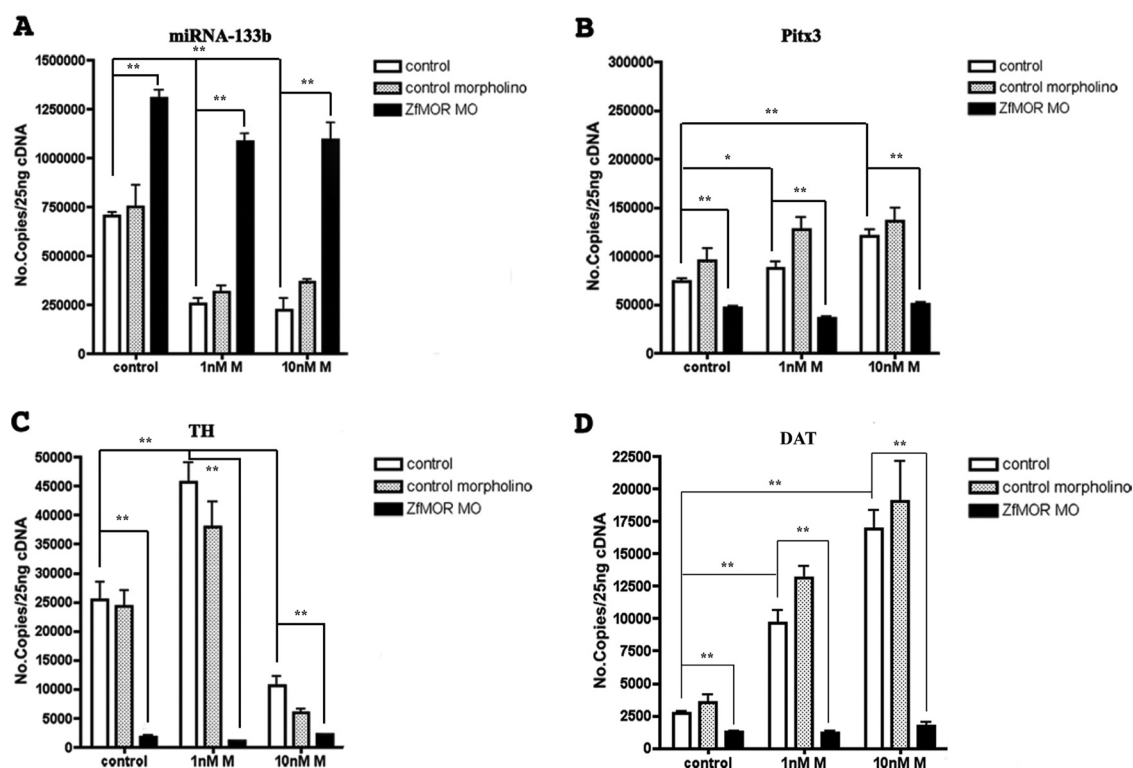 A
miRNA-133b
**
**
**
**
1500000
1250000
1000000
750000
500000
250000
0
No.Copies/25ng cDNA
control
1nM M
10nM M
control
control morpholino
ZfMOR MO
B
Pitx3
**
*
**
**
**
300000
250000
200000
150000
100000
50000
0
No.Copies/25ng cDNA
control
1nM M
10nM M
control
control morpholino
ZfMOR MO
C
TH
**
**
**
**
50000
45000
40000
35000
30000
25000
20000
15000
10000
5000
0
No.Copies/25ng cDNA
control
1nM M
10nM M
control
control morpholino
ZfMOR MO
D
DAT
**
**
**
**
**
22500
20000
17500
15000
12500
10000
7500
5000
2500
0
No.Copies/25ng cDNA
control
1nM M
10nM M
control
control morpholino
ZfMOR MO